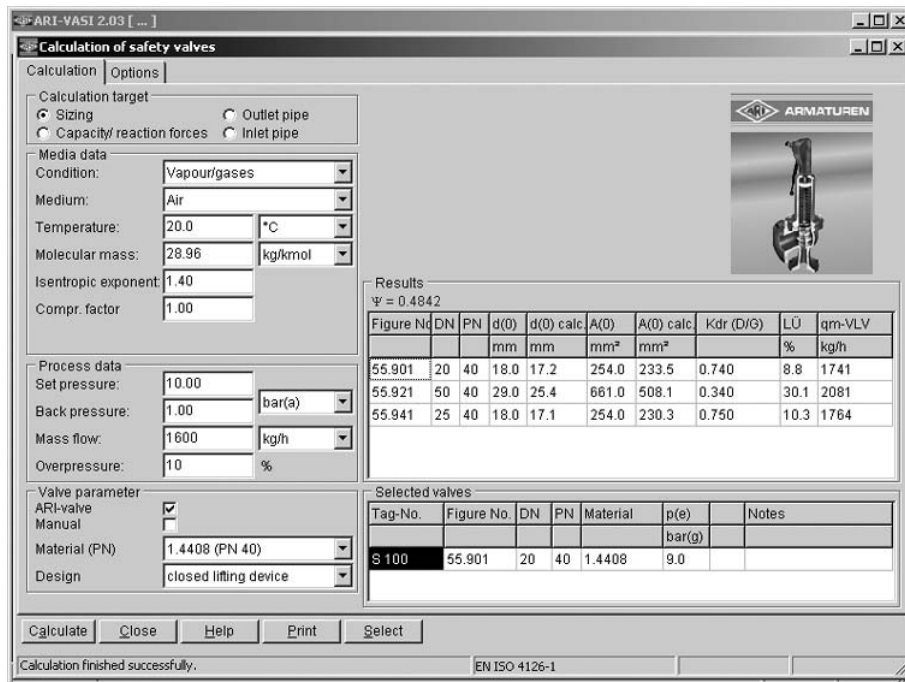 ARI-VASI 2.03 [ ... ]
Calculation of safety valves
Calculation Options
Calculation target
Sizing Outlet pipe
Capacity/ reaction forces Inlet pipe
Media data
Condition: Vapour/gases
Medium: Air
Temperature: 20.0 °C
Molecular mass: 28.96 kg/kmol
Isentropic exponent: 1.40
Compr. factor 1.00
Process data
Set pressure: 10.00
Back pressure: 1.00 bar(a)
Mass flow: 1600 kg/h
Overpressure: 10 %
Valve parameter
ARI-valve
Manual
Material (PN) 1.4408 (PN 40)
Design closed lifting device
ARI ARMATUREN
Results
Ψ = 0.4842
Figure No DN PN d(0) d(0) calc. A(0) A(0) calc. Kdr (D/G) LÜ qm-VLV
mm mm mm² mm² % kg/h
55.901 20 40 18.0 17.2 254.0 233.5 0.740 8.8 1741
55.921 50 40 29.0 25.4 661.0 508.1 0.340 30.1 2081
55.941 25 40 18.0 17.1 254.0 230.3 0.750 10.3 1764
Selected valves
Tag-No. Figure No. DN PN Material p(e) Notes
bar(g)
S 100 55.901 20 40 1.4408 9.0
Calculate Close Help Print Select
Calculation finished successfully. EN ISO 4126-1